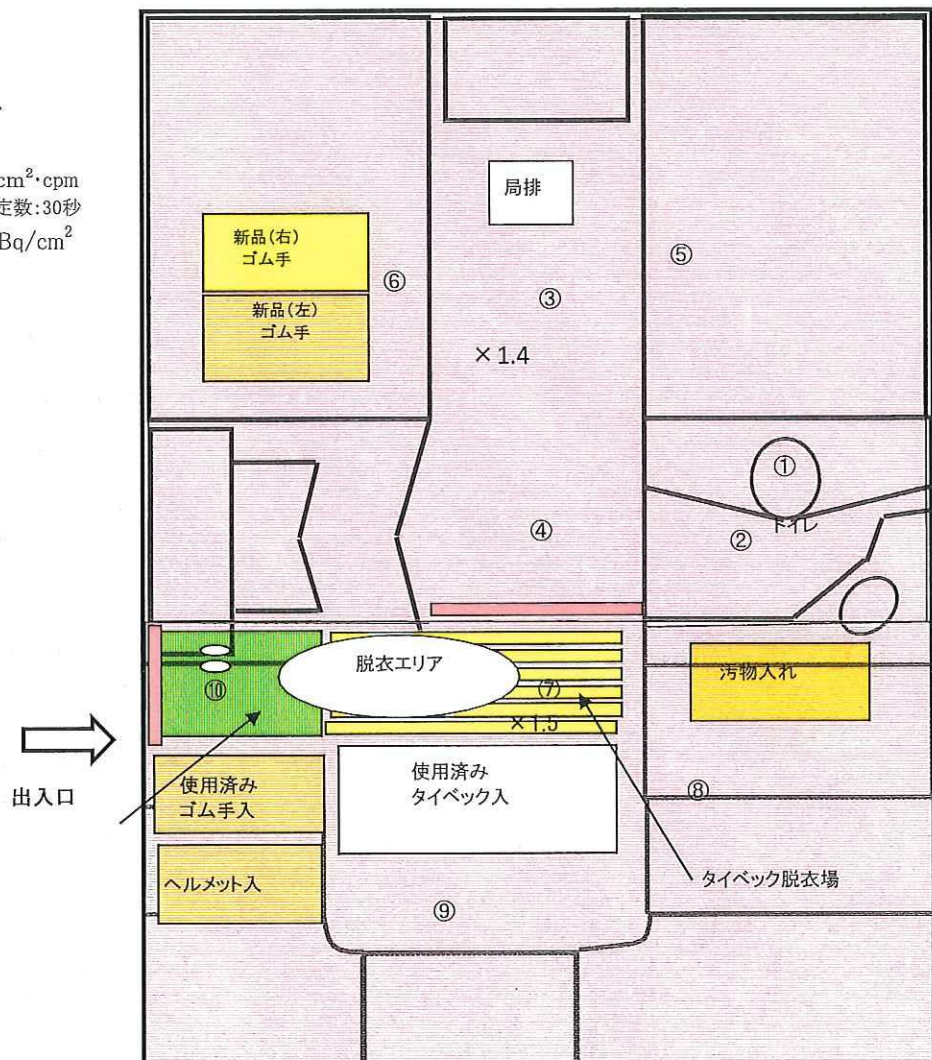 cm²・cpm
定数:30秒
Bq/cm²
局排
新品(右)
ゴム手
新品(左)
ゴム手
⑥
③
⑤
×1.4
①
④
②
トイレ
脱衣エリア
⑩
⑦
×1.5
汚物入れ
出入口
使用済み
ゴム手入
使用済み
タイベック入
⑧
ヘルメット入
タイベック脱衣場
⑨